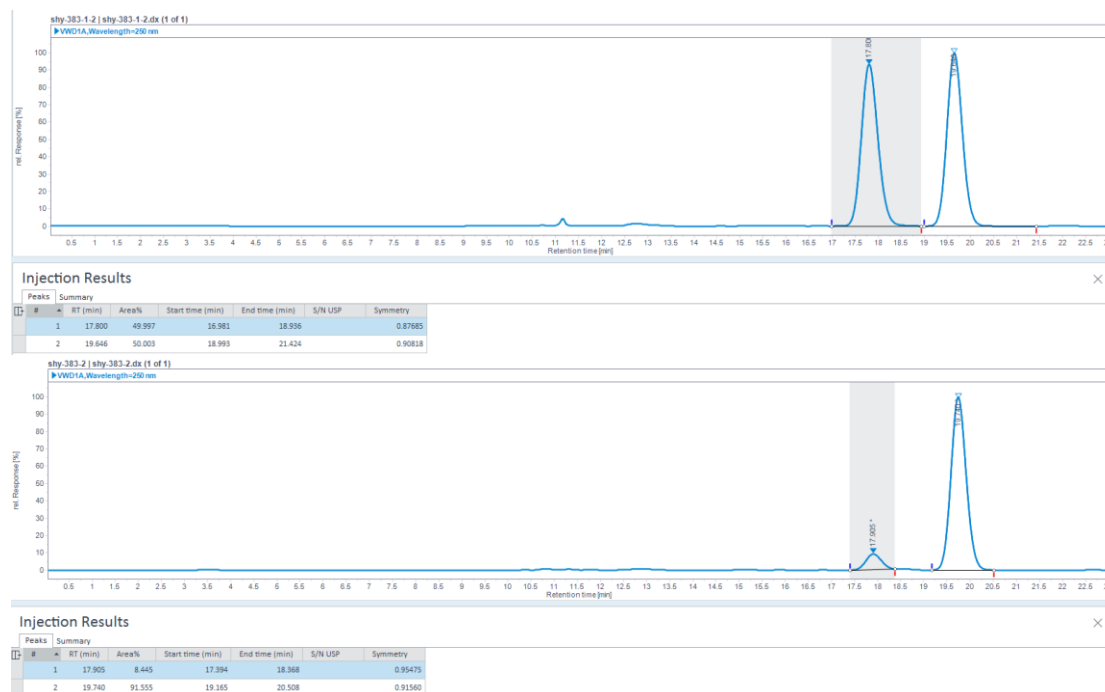 shy-383-1-2 | shy-383-1-2.dx (1 of 1)
VWD1A,Wavelength=250 nm
rel. Response [%]
100
90
80
70
60
50
40
30
20
10
0
17.800
0.5 1 1.5 2 2.5 3 3.5 4 4.5 5 5.5 6 6.5 7 7.5 8 8.5 9 9.5 10 10.5 11 11.5 12 12.5 13 13.5 14 14.5 15 15.5 16 16.5 17 17.5 18 18.5 19 19.5 20 20.5 21 21.5 22 22.5
Retention time [min]
Injection Results
Peaks Summary
# RT (min) Area% Start time (min) End time (min) S/N USP Symmetry
1 17.800 49.997 16.981 18.936 0.87685
2 19.646 50.003 18.993 21.424 0.90818
shy-383-2 | shy-383-2.dx (1 of 1)
VWD1A,Wavelength=250 nm
rel. Response [%]
100
90
80
70
60
50
40
30
20
10
0
17.905 *
0.5 1 1.5 2 2.5 3 3.5 4 4.5 5 5.5 6 6.5 7 7.5 8 8.5 9 9.5 10 10.5 11 11.5 12 12.5 13 13.5 14 14.5 15 15.5 16 16.5 17 17.5 18 18.5 19 19.5 20 20.5 21 21.5 22 22.5
Retention time [min]
Injection Results
Peaks Summary
# RT (min) Area% Start time (min) End time (min) S/N USP Symmetry
1 17.905 8.445 17.394 18.368 0.95475
2 19.740 91.555 19.165 20.508 0.91560